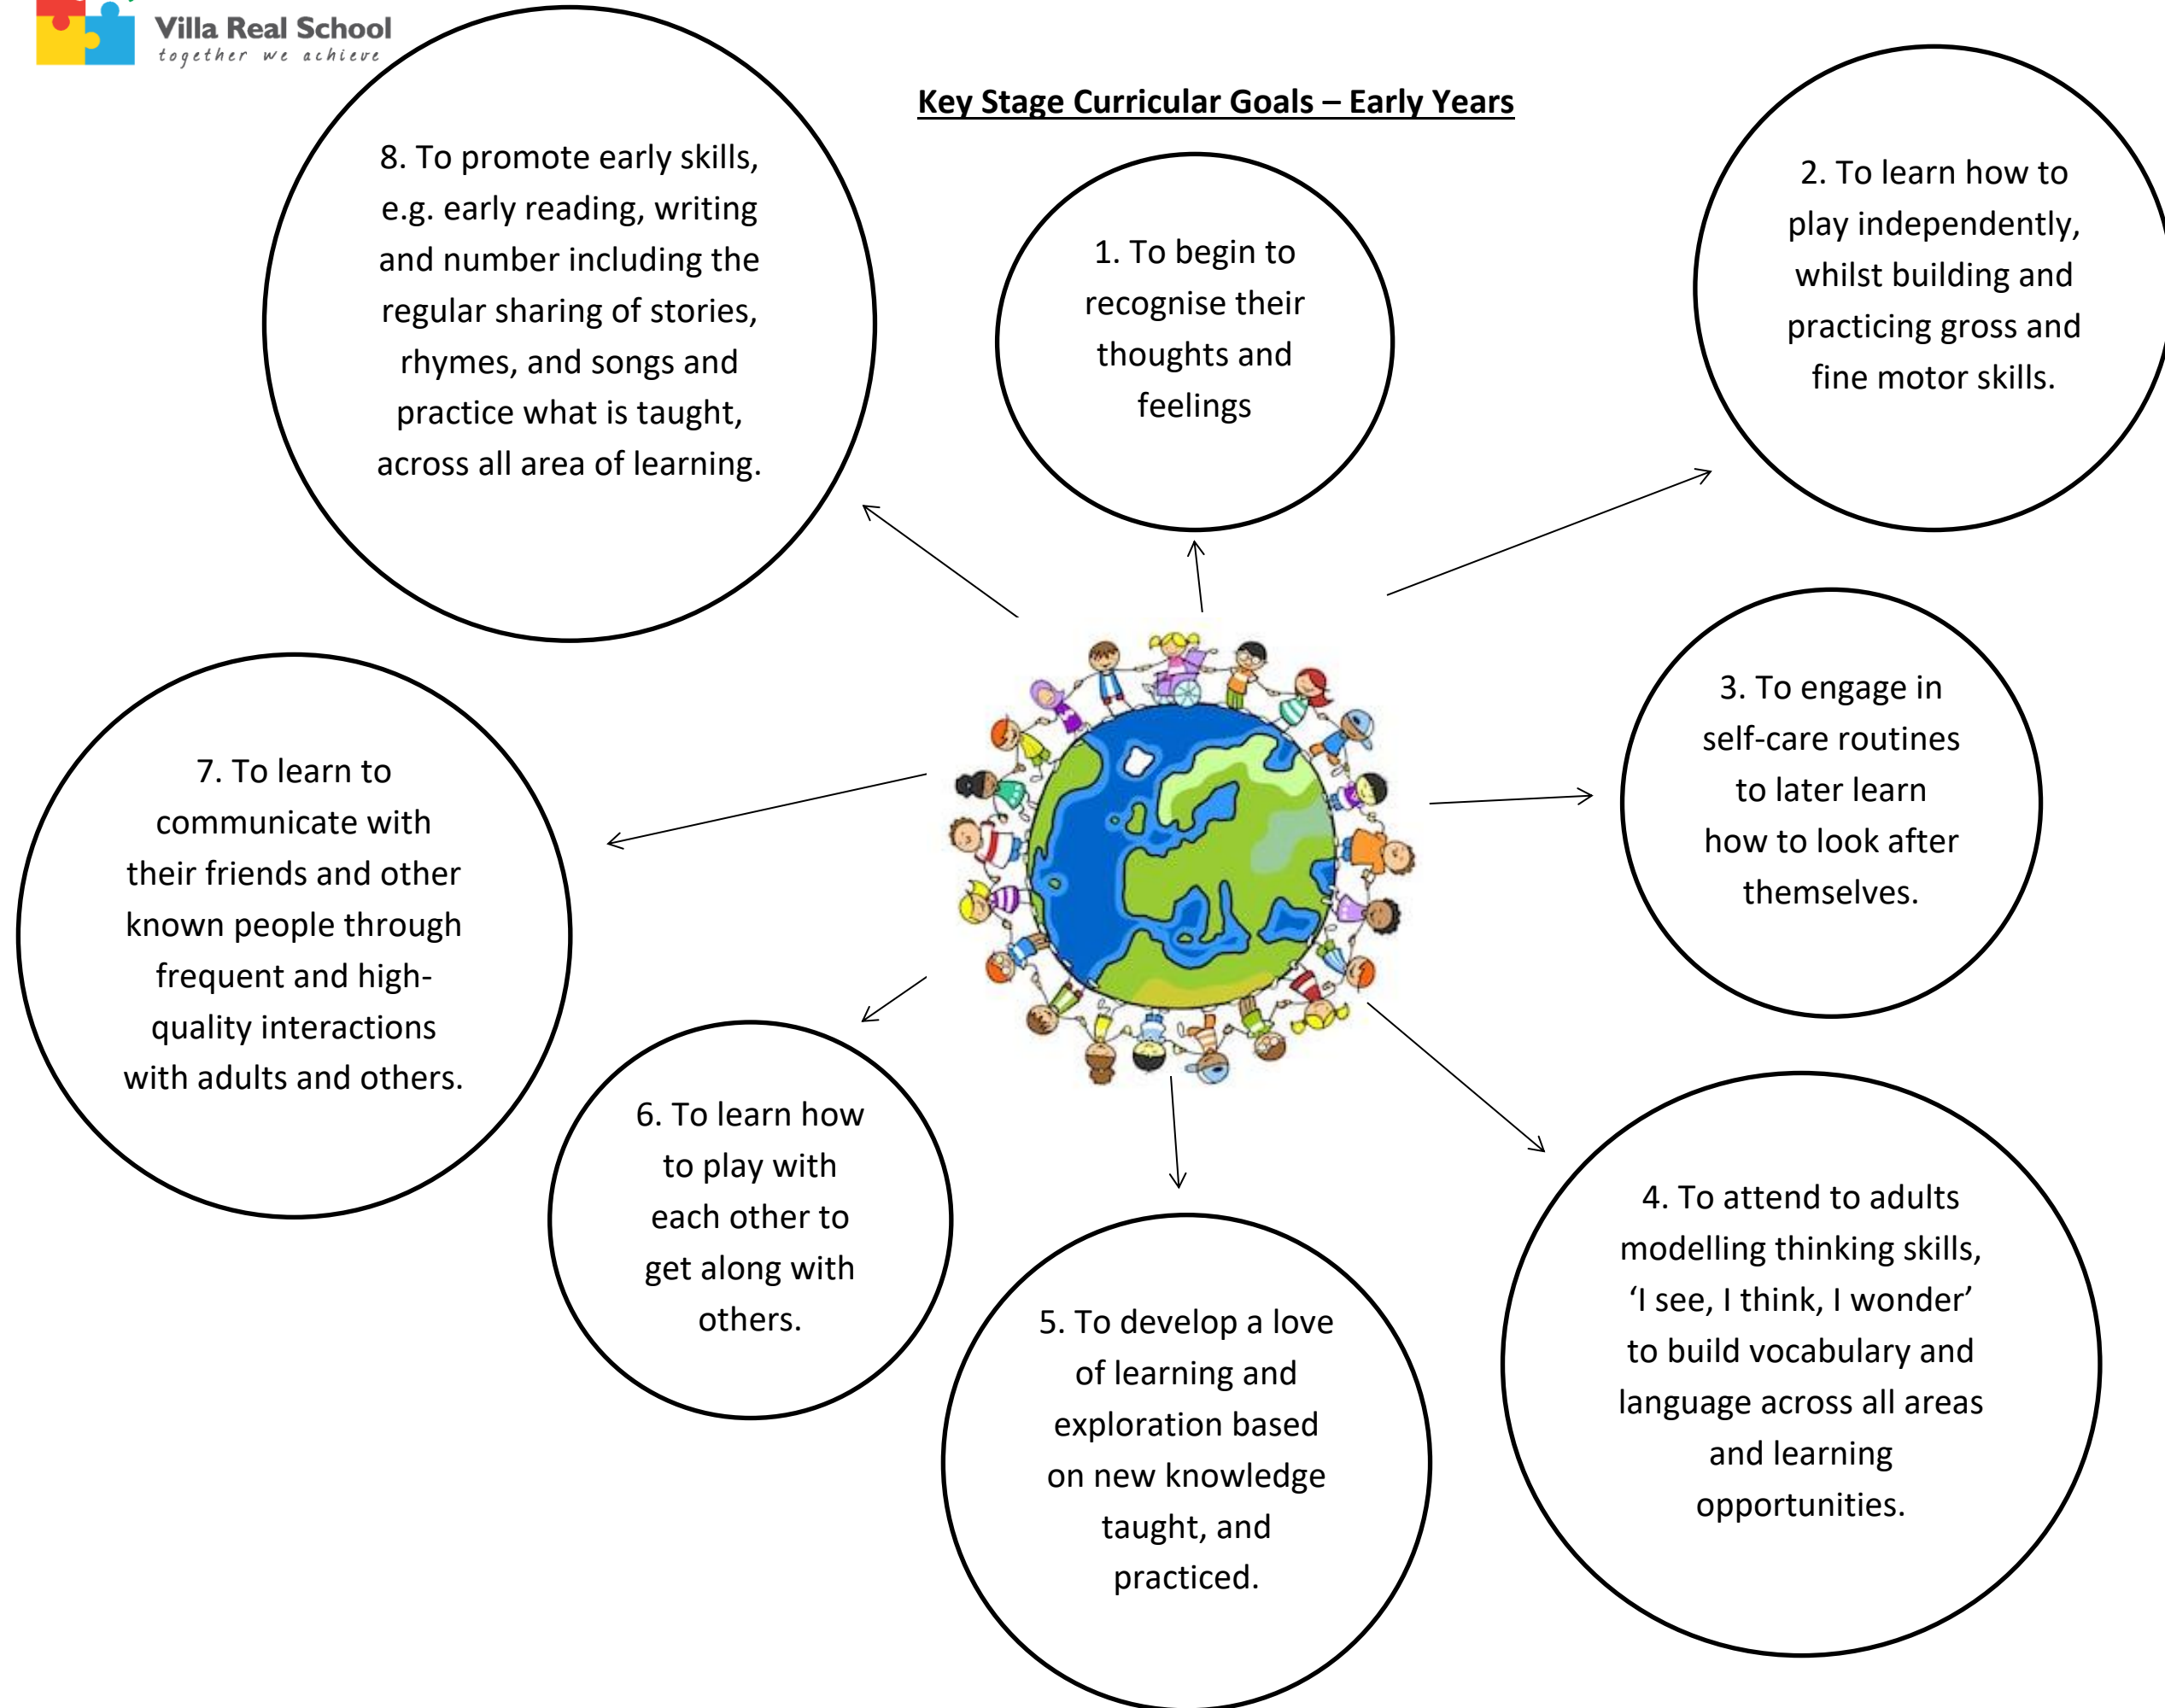 Villa Real School
together we achieve
Key Stage Curricular Goals – Early Years
8. To promote early skills,
e.g. early reading, writing
and number including the
regular sharing of stories,
rhymes, and songs and
practice what is taught,
across all area of learning.
1. To begin to
recognise their
thoughts and
feelings
2. To learn how to
play independently,
whilst building and
practicing gross and
fine motor skills.
3. To engage in
self-care routines
to later learn
how to look after
themselves.
7. To learn to
communicate with
their friends and other
known people through
frequent and high-
quality interactions
with adults and others.
6. To learn how
to play with
each other to
get along with
others.
5. To develop a love
of learning and
exploration based
on new knowledge
taught, and
practiced.
4. To attend to adults
modelling thinking skills,
‘I see, I think, I wonder’
to build vocabulary and
language across all areas
and learning
opportunities.